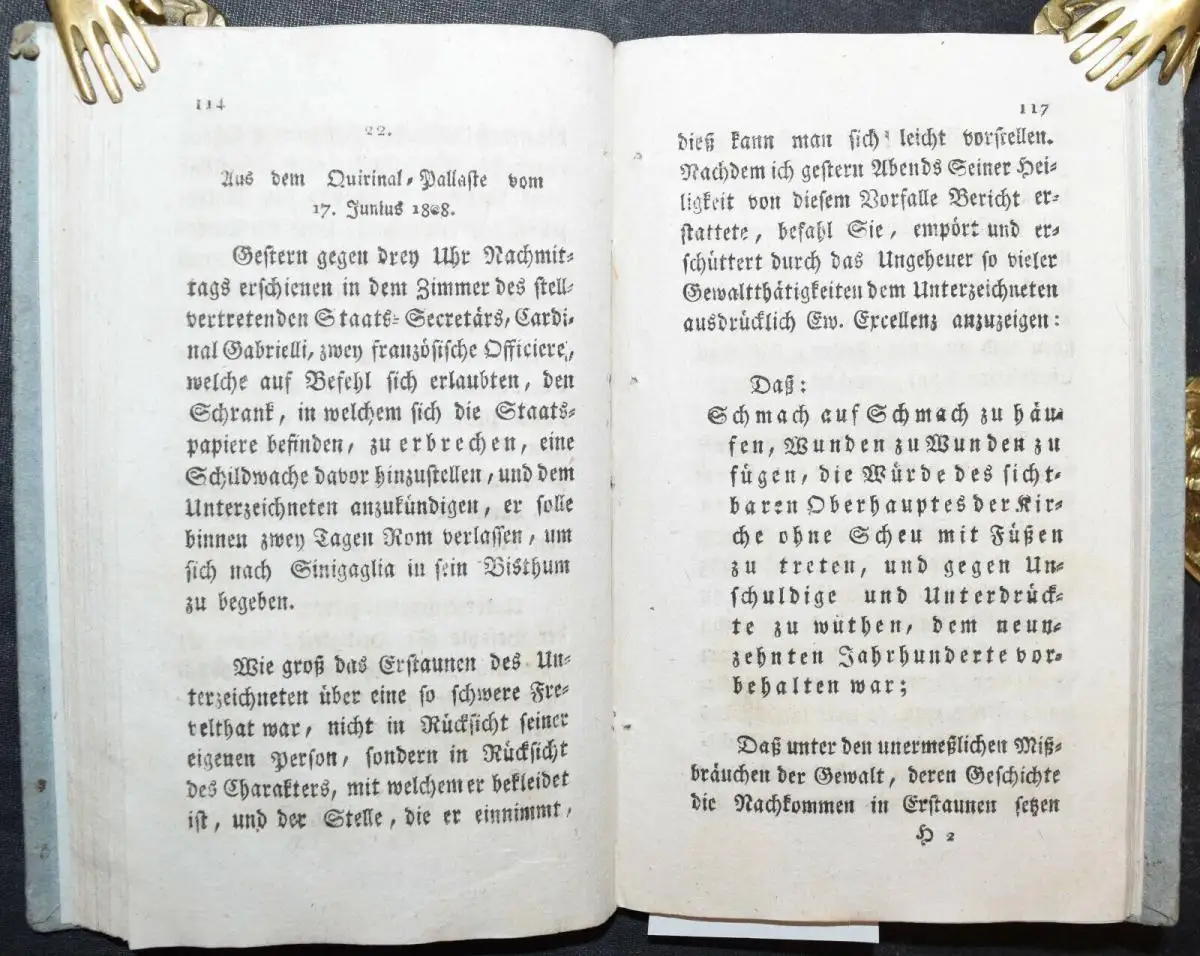 114
22.
Aus dem Quirinal-Pallaste vom
17. Junius 1808.
Gestern gegen drey Uhr Nachmit-
tags erschienen in dem Zimmer des stell-
vertretenden Staats-Secretärs, Cardi-
nal Gabrielli, zwey französische Officiere,
welche auf Befehl sich erlaubten, den
Schrank, in welchem sich die Staats-
papiere befinden, zu erbrechen, eine
Schildwache davor hinzustellen, und dem
Unterzeichneten anzukündigen, er solle
binnen zwey Tagen Rom verlassen, um
sich nach Sinigaglia in sein Bisthum
zu begeben.
Wie groß das Erstaunen des Un-
terzeichneten über eine so schwere Fre-
velthat war, nicht in Rücksicht seiner
eigenen Person, sondern in Rücksicht
des Charakters, mit welchem er bekleidet
ist, und der Stelle, die er einnimmt,
117
dieß kann man sich leicht vorstellen.
Nachdem ich gestern Abends Seiner Hei-
ligkeit von diesem Vorfalle Bericht er-
stattete, befahl Sie, empört und er-
schüttert durch das Ungeheuer so vieler
Gewaltthätigkeiten dem Unterzeichneten
ausdrücklich Ew. Excellenz anzuzeigen:
Daß:
Schmach auf Schmach zu häu-
fen, Wunden zu Wunden zu
fügen, die Würde des sicht-
baren Oberhauptes der Kir-
che ohne Scheu mit Füßen
zu treten, und gegen Un-
schuldige und Unterdrück-
te zu wüthen, dem neun-
zehnten Jahrhunderte vor-
behalten war;
Daß unter den unermeßlichen Miß-
bräuchen der Gewalt, deren Geschichte
die Nachkommen in Erstaunen setzen
H 2